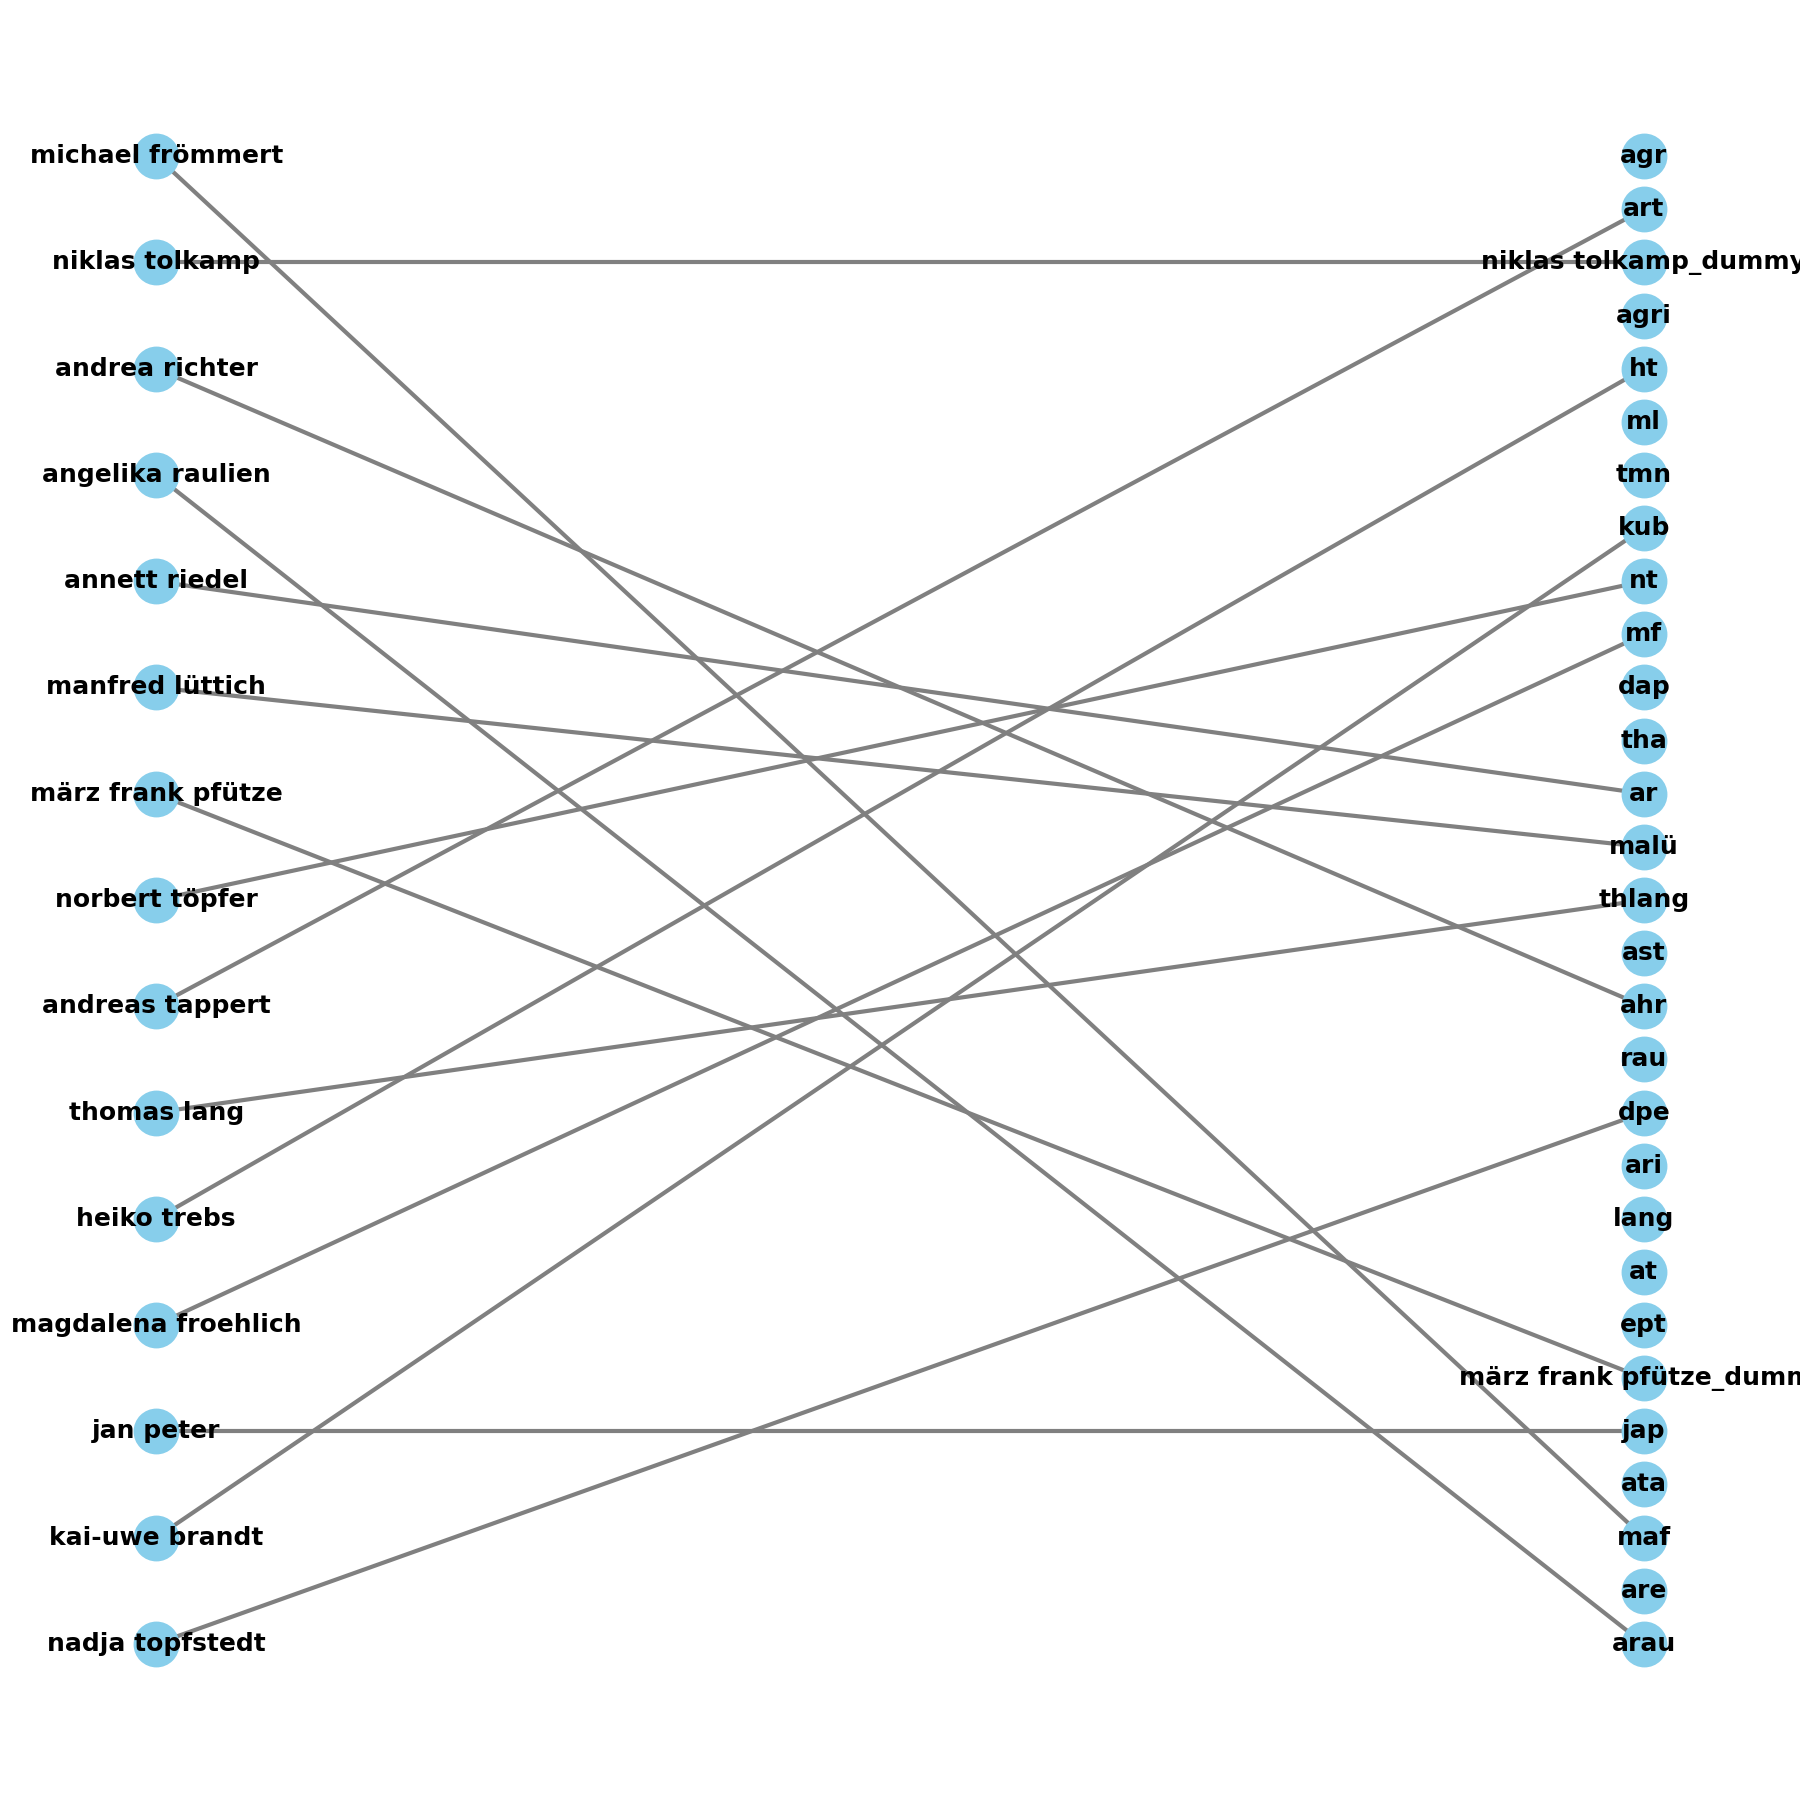 michael frömmert
niklas tolkamp
andrea richter
angelika raulien
annett riedel
manfred lüttich
märz frank pfütze
norbert töpfer
andreas tappert
thomas lang
heiko trebs
magdalena froehlich
jan peter
kai-uwe brandt
nadja topfstedt
agr
art
niklas tolkamp_dummy
agri
ht
ml
tmn
kub
nt
mf
dap
tha
ar
malü
thlang
ast
ahr
rau
dpe
ari
lang
at
ept
märz frank pfütze_dumm
jap
ata
maf
are
arau